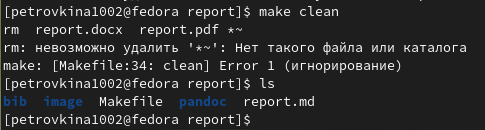 [petrovkina1002@fedora report]$ make clean
rm  report.docx  report.pdf *~
rm: невозможно удалить '*~': Нет такого файла или каталога
make: [Makefile:34: clean] Error 1 (игнорирование)
[petrovkina1002@fedora report]$ ls
bib  image  Makefile  pandoc  report.md
[petrovkina1002@fedora report]$